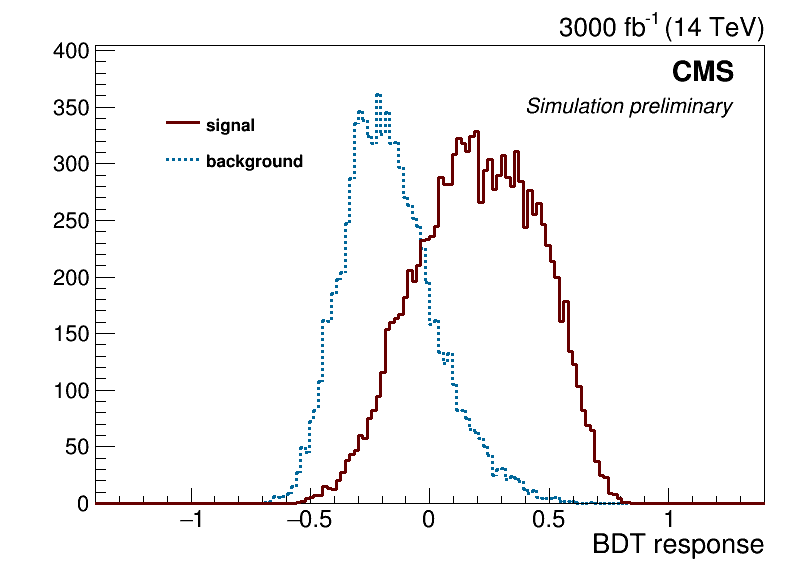 3000 fb⁻¹ (14 TeV)
CMS
Simulation preliminary
signal
background
400
350
300
250
200
150
100
50
0
−1 −0.5 0 0.5 1
BDT response